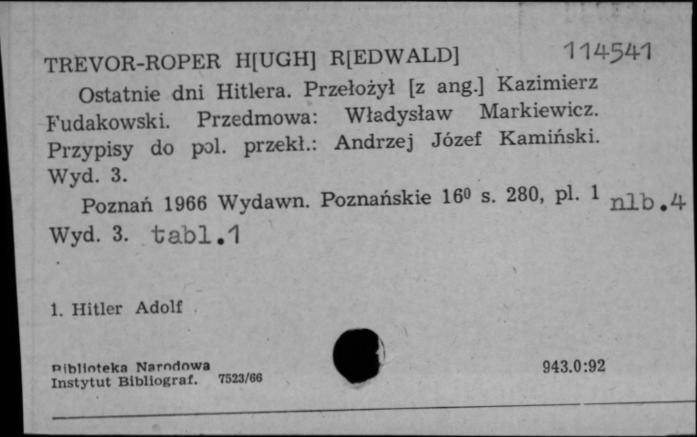 TREVOR-ROPER H[UGH] R[EDWALD] 114541
Ostatnie dni Hitlera. Przełożył [z ang.] Kazimierz
Fudakowski. Przedmowa: Władysław Markiewicz.
Przypisy do pol. przekł.: Andrzej Józef Kamiński.
Wyd. 3.
Poznań 1966 Wydawn. Poznańskie 16⁰ s. 280, pl. 1 nlb.4
Wyd. 3. tabl.1
1. Hitler Adolf
Biblioteka Narodowa
Instytut Bibliograf. 7523/66
943.0:92